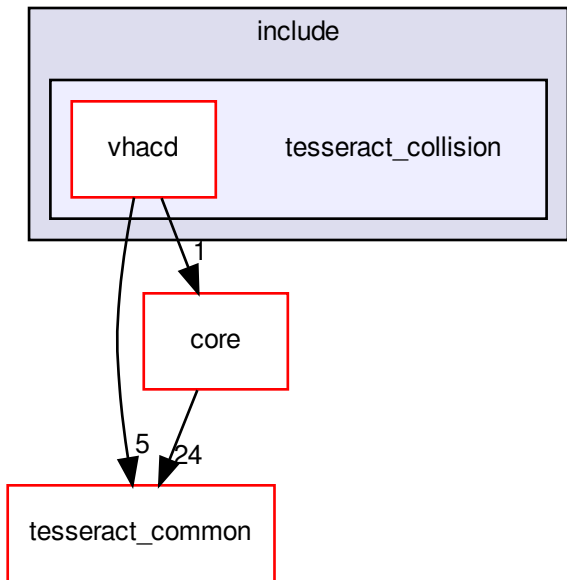 include
vhacd
tesseract_collision
1
core
5
24
tesseract_common